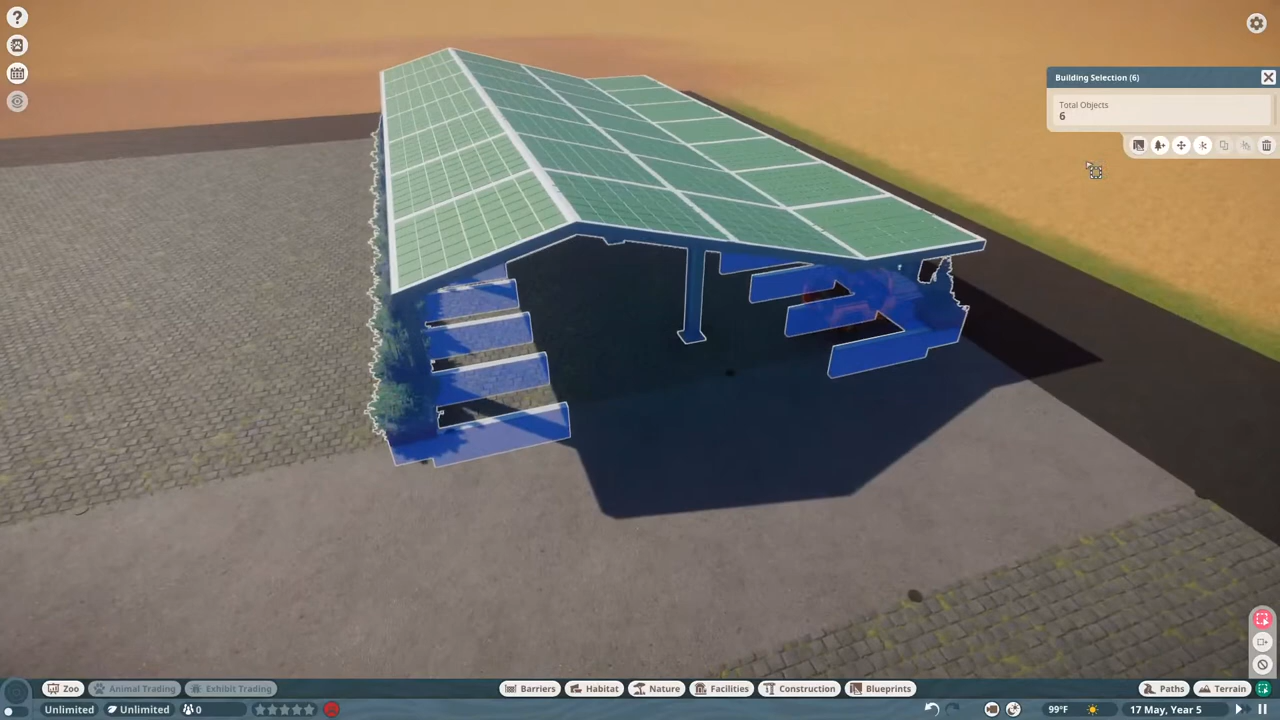 ?
Building Selection (6)
Total Objects
6
Zoo
Animal Trading
Exhibit Trading
Barriers
Habitat
Nature
Facilities
Construction
Blueprints
Paths
Terrain
Unlimited
Unlimited
0
99°F
17 May, Year 5